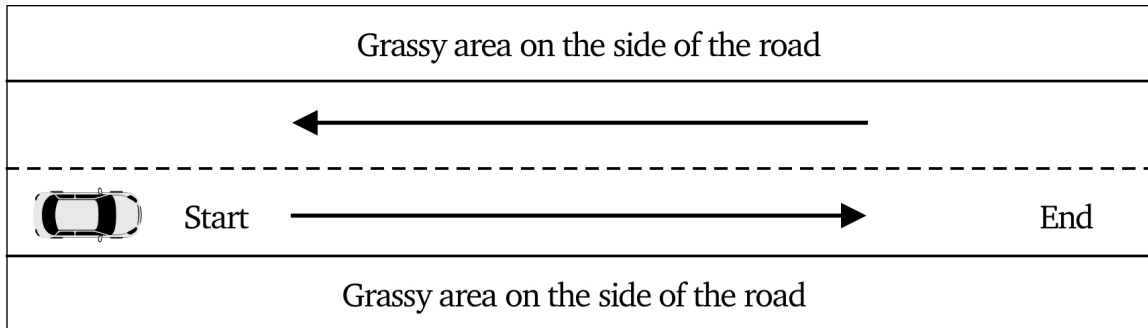 Grassy area on the side of the road
Start
End
Grassy area on the side of the road